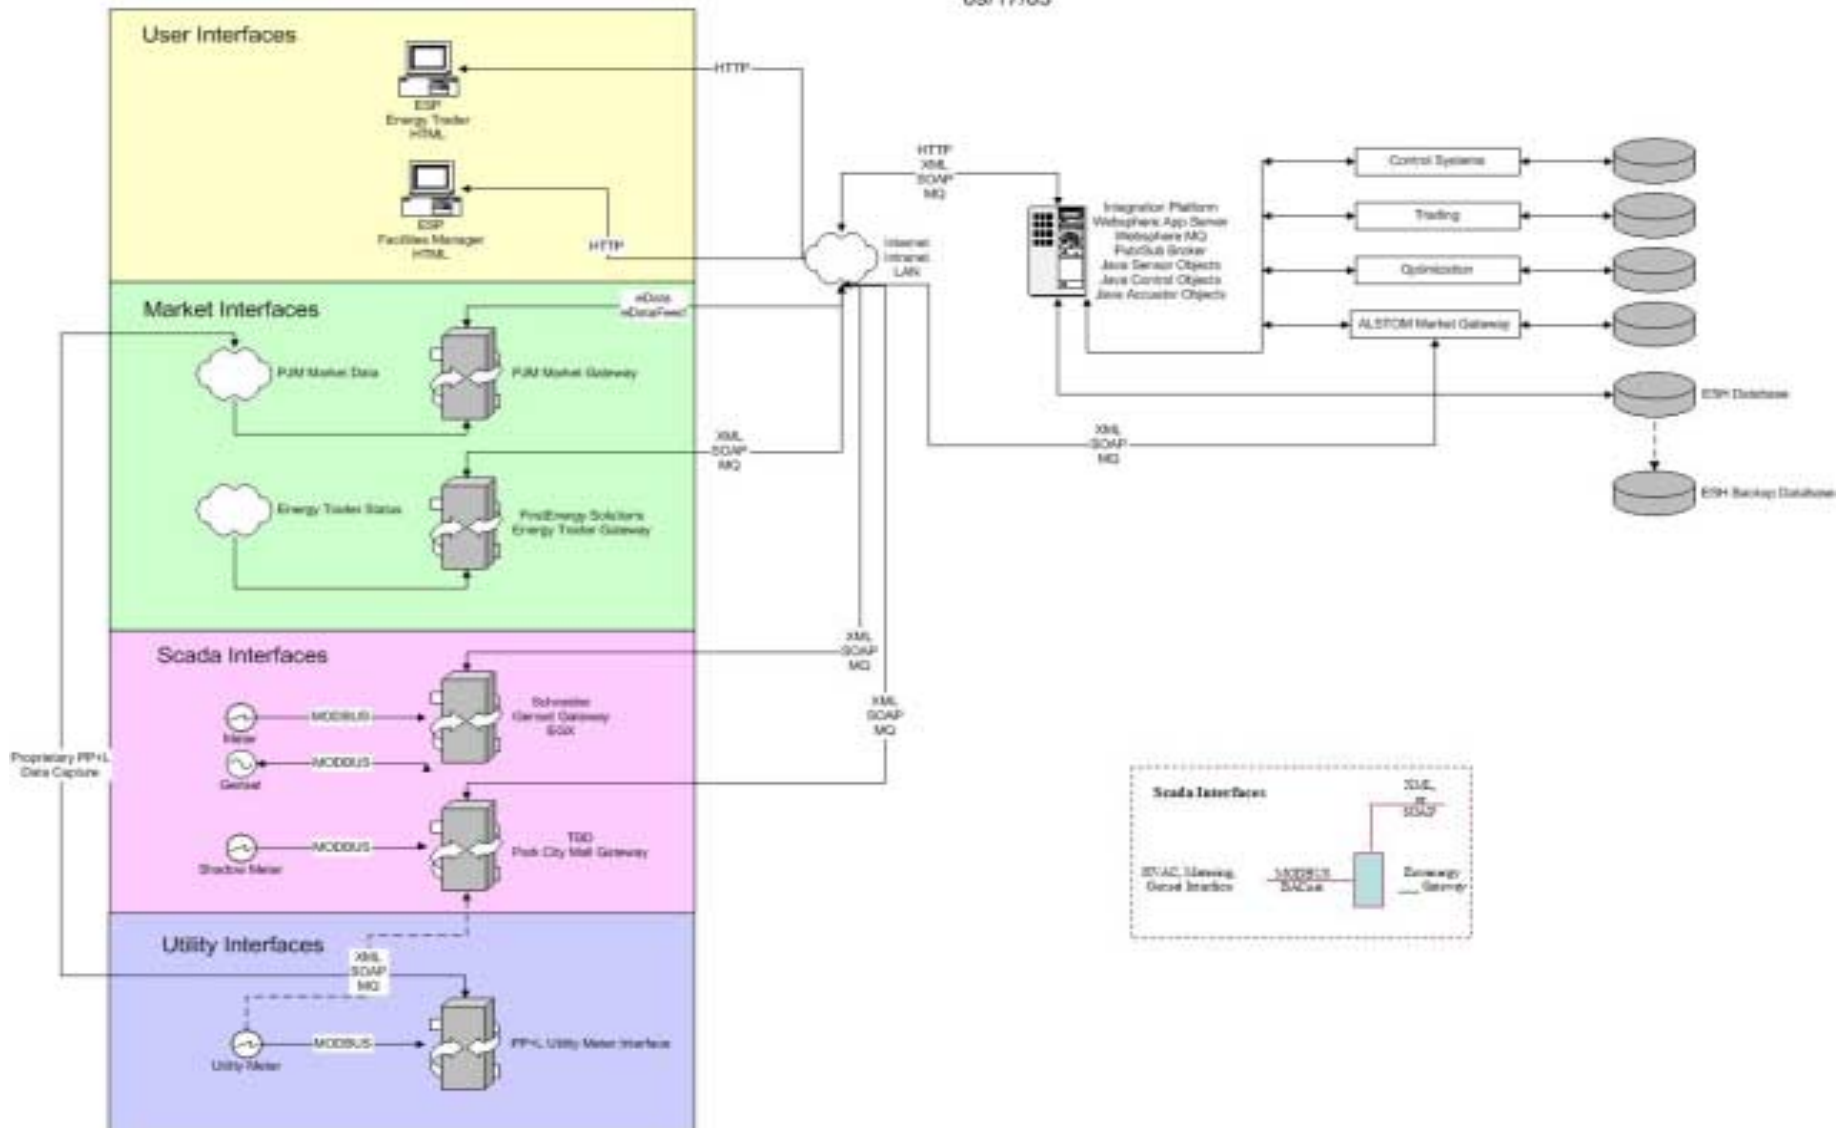 User Interfaces
ESP
Energy Trader
HTML
HTTP
ESP
Facilities Manager
HTML
HTTP
Market Interfaces
eData
eDataFeed
PJM Market Data
PJM Market Gateway
XML
SOAP
MQ
Energy Trader Status
FirstEnergy Solutions
Energy Trader Gateway
Scada Interfaces
XML
SOAP
MQ
Meter
MODBUS
Schneider
Genset Gateway
EGX
Genset
MODBUS
XML
SOAP
MQ
Shadow Meter
MODBUS
TBD
Park City Mall Gateway
Proprietary PP+L
Data Capture
Utility Interfaces
XML
SOAP
MQ
Utility Meter
MODBUS
PP+L Utility Meter Interface
HTTP
XML
SOAP
MQ
Internet
Intranet
LAN
Integration Platform
Websphere App Server
Websphere MQ
Pub/Sub Broker
Java Sensor Objects
Java Control Objects
Java Actuator Objects
Control Systems
Trading
Optimization
ALSTOM Market Gateway
XML
SOAP
MQ
ESH Database
ESH Backup Database
Scada Interfaces
XML,
or
SOAP
HVAC, Metering,
Genset Interface
MODBUS
BACnet
Gateway